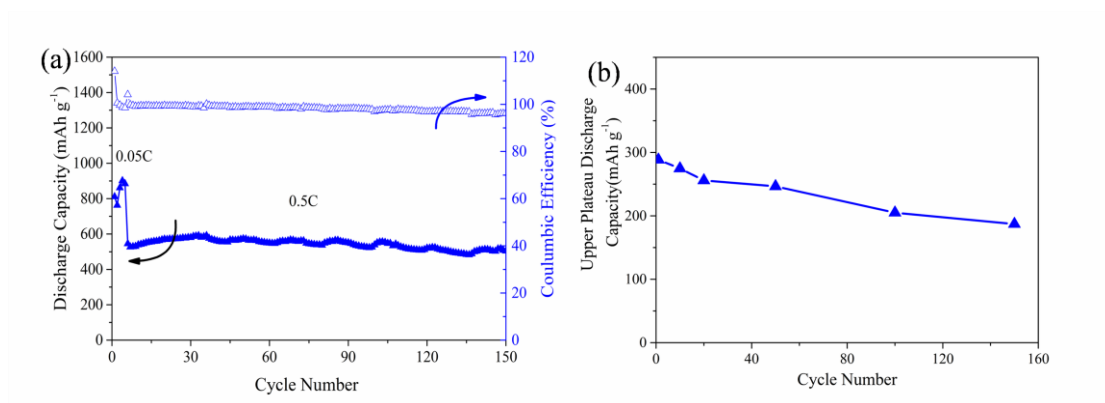 (a)
1600
1400
1200
1000
800
600
400
200
0
Discharge Capacity (mAh g⁻¹)
0.05C
0.5C
120
100
80
60
40
20
0
Coulumbic Efficiency (%)
0 30 60 90 120 150
Cycle Number
(b)
400
300
200
100
0
Upper Plateau Discharge
Capacity(mAh g⁻¹)
0 40 80 120 160
Cycle Number